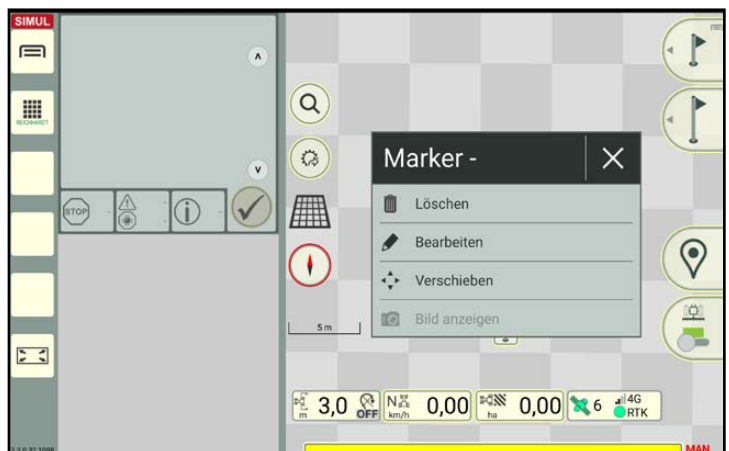 SIMUL
REICHHARDT
STOP
Marker -
Löschen
Bearbeiten
Verschieben
Bild anzeigen
5 m
m 3,0 OFF
N km/h 0,00
ha 0,00
6 4G RTK
MAN